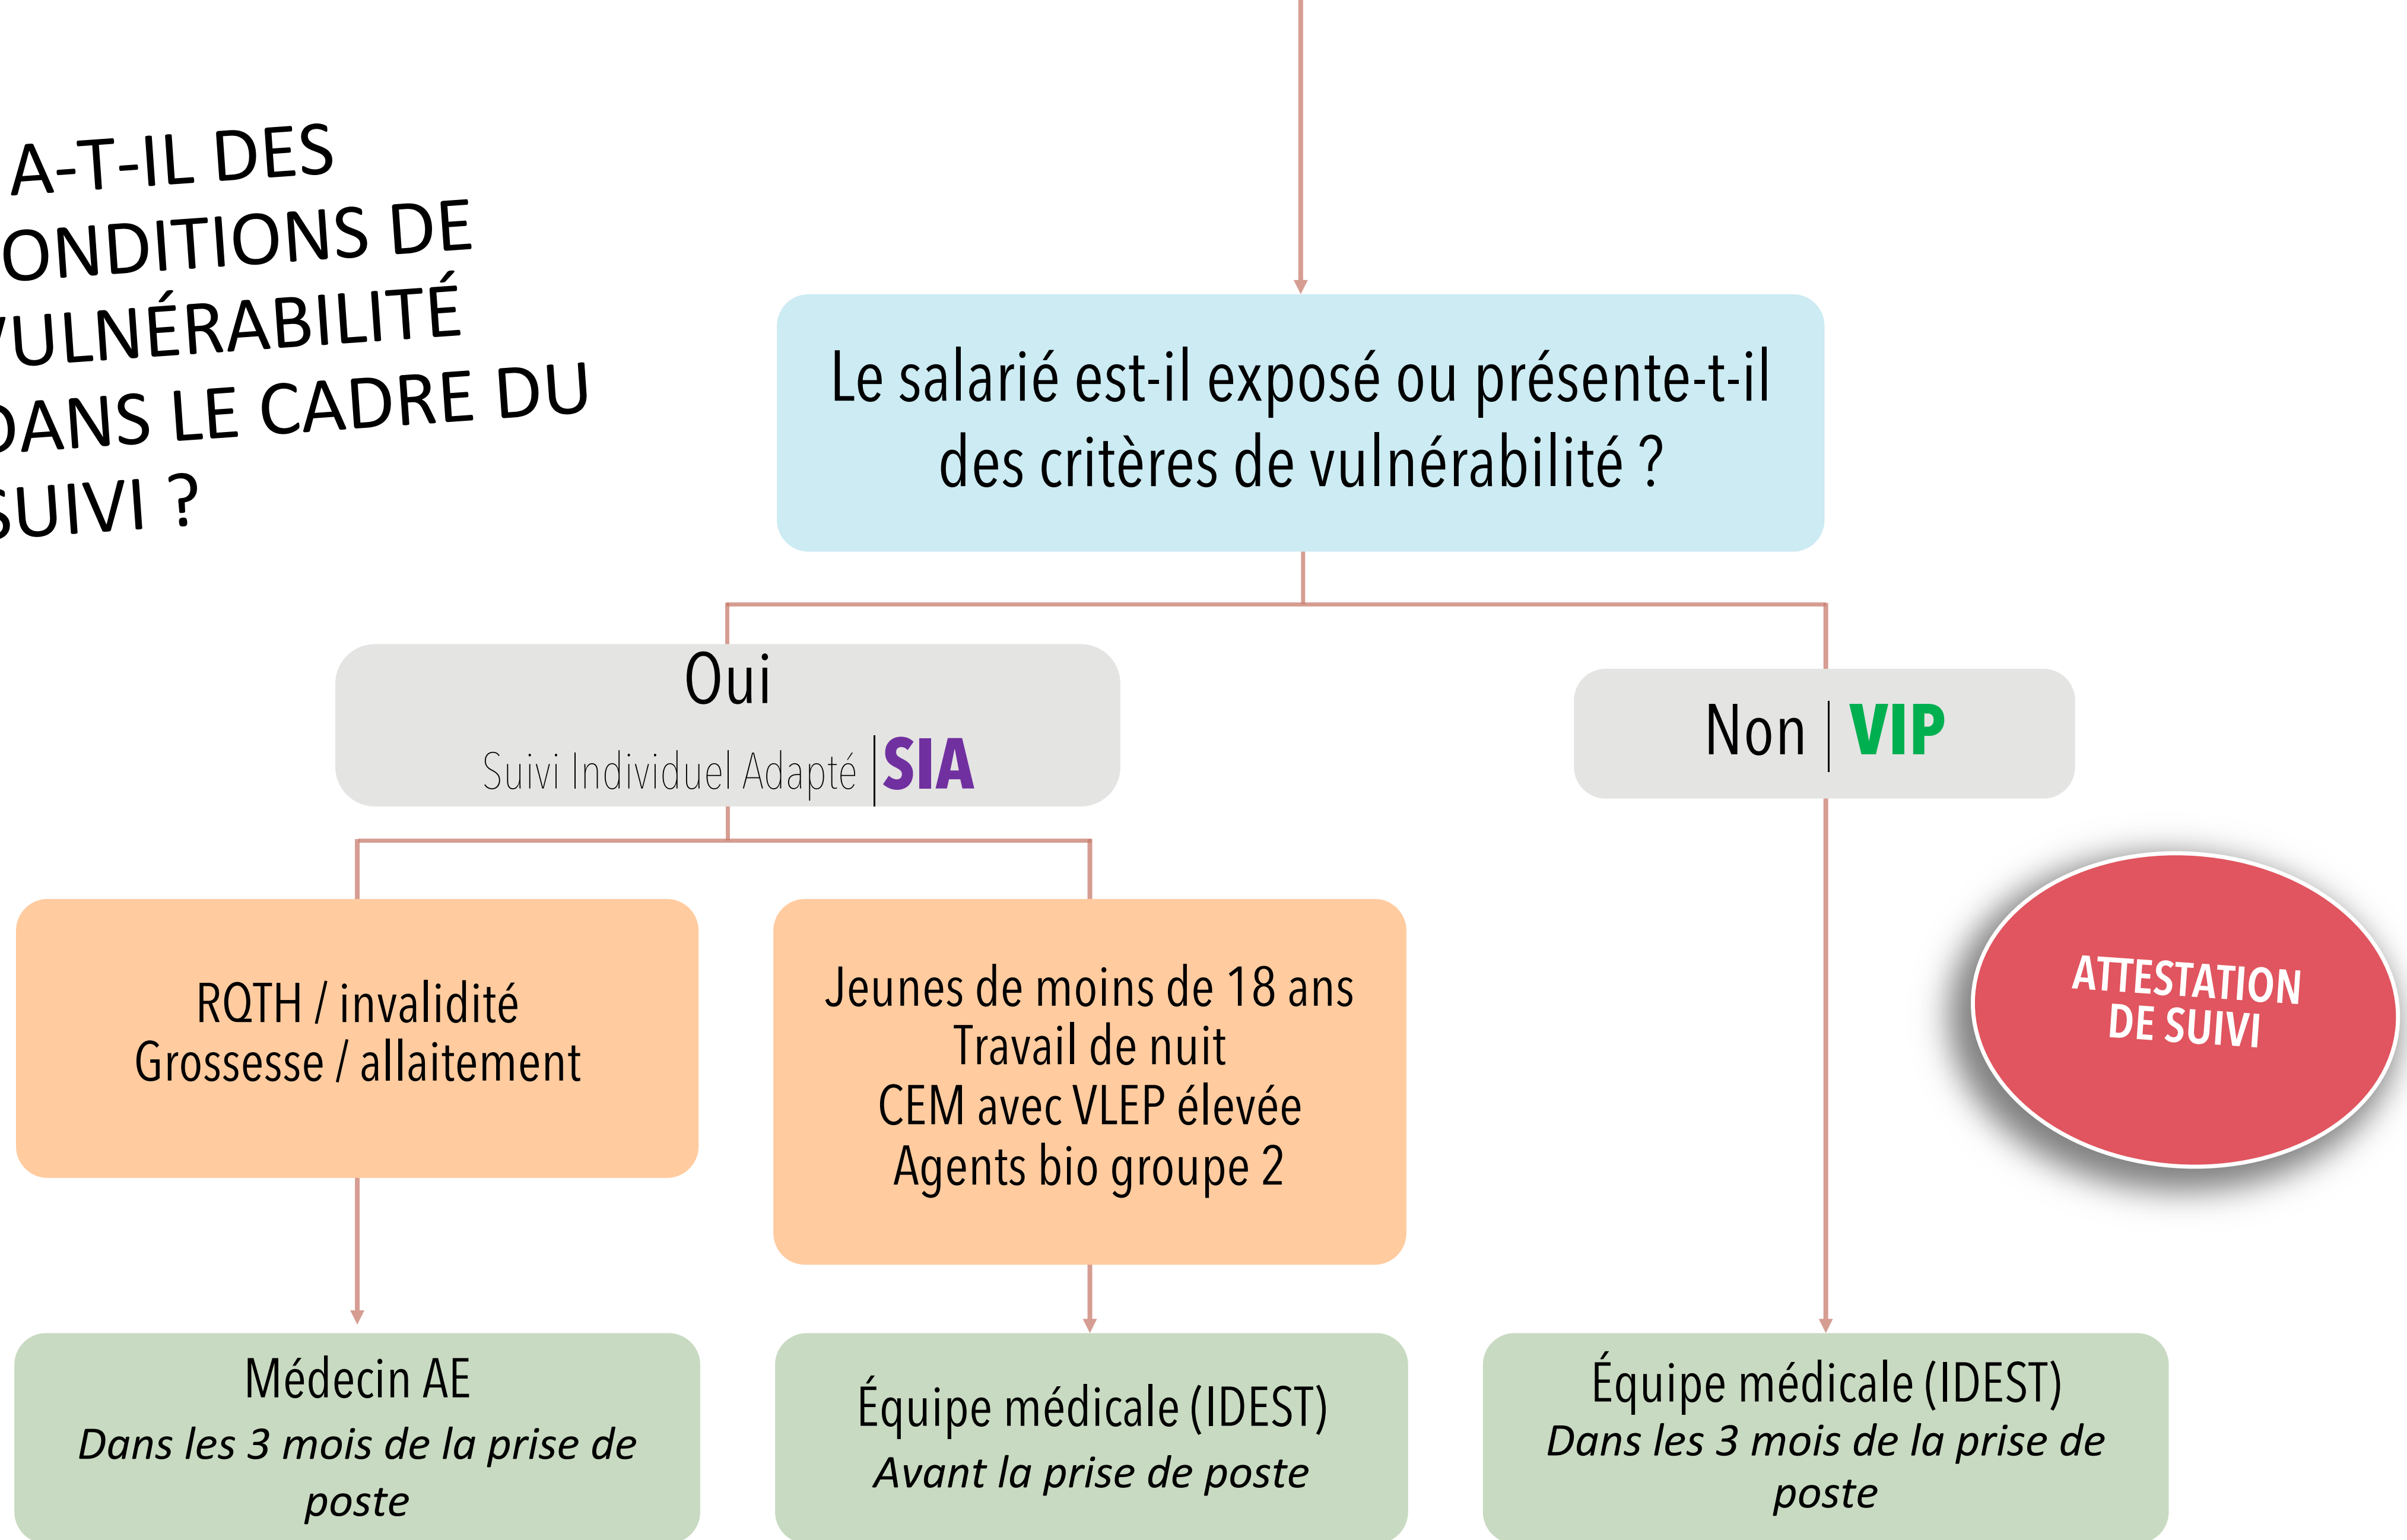 A-T-IL DES
ONDITIONS DE
VULNÉRABILITÉ
DANS LE CADRE DU
SUIVI ?
Le salarié est-il exposé ou présente-t-il
des critères de vulnérabilité ?
Oui
Suivi Individuel Adapté | SIA
Non | VIP
RQTH / invalidité
Grossesse / allaitement
Jeunes de moins de 18 ans
Travail de nuit
CEM avec VLEP élevée
Agents bio groupe 2
ATTESTATION
DE SUIVI
Médecin AE
Dans les 3 mois de la prise de
poste
Équipe médicale (IDEST)
Avant la prise de poste
Équipe médicale (IDEST)
Dans les 3 mois de la prise de
poste